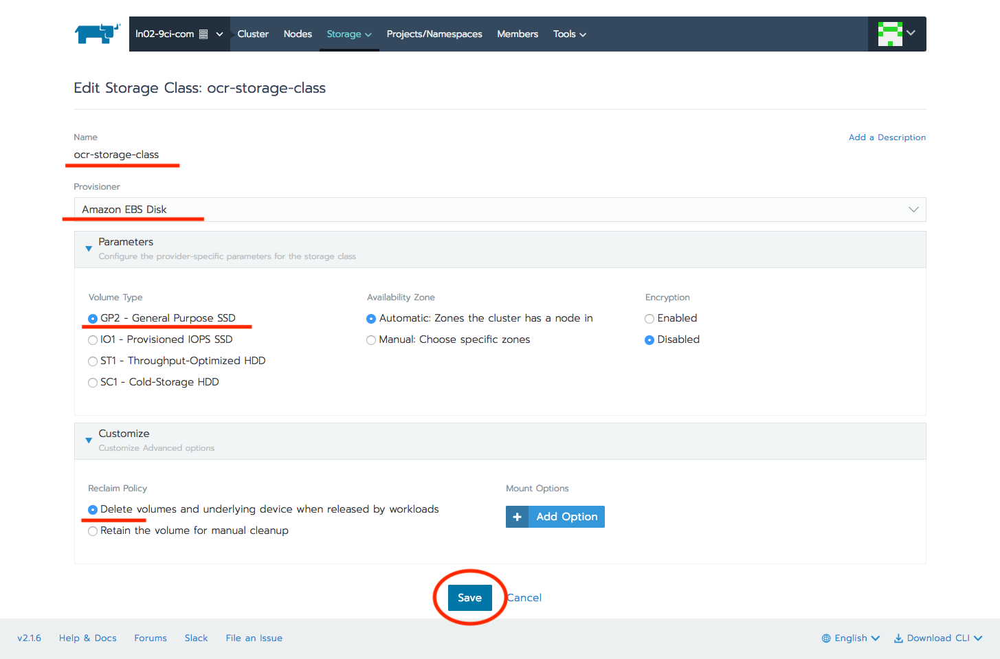 ln02-9ci-com Cluster Nodes Storage Projects/Namespaces Members Tools
Edit Storage Class: ocr-storage-class
Name
Add a Description
ocr-storage-class
Provisioner
Amazon EBS Disk
Parameters
Configure the provider-specific parameters for the storage class
Volume Type Availability Zone Encryption
GP2 - General Purpose SSD Automatic: Zones the cluster has a node in Enabled
IO1 - Provisioned IOPS SSD Manual: Choose specific zones Disabled
ST1 - Throughput-Optimized HDD
SC1 - Cold-Storage HDD
Customize
Customize Advanced options
Reclaim Policy Mount Options
Delete volumes and underlying device when released by workloads
+ Add Option
Retain the volume for manual cleanup
Save Cancel
v2.1.6 Help & Docs Forums Slack File an Issue English Download CLI